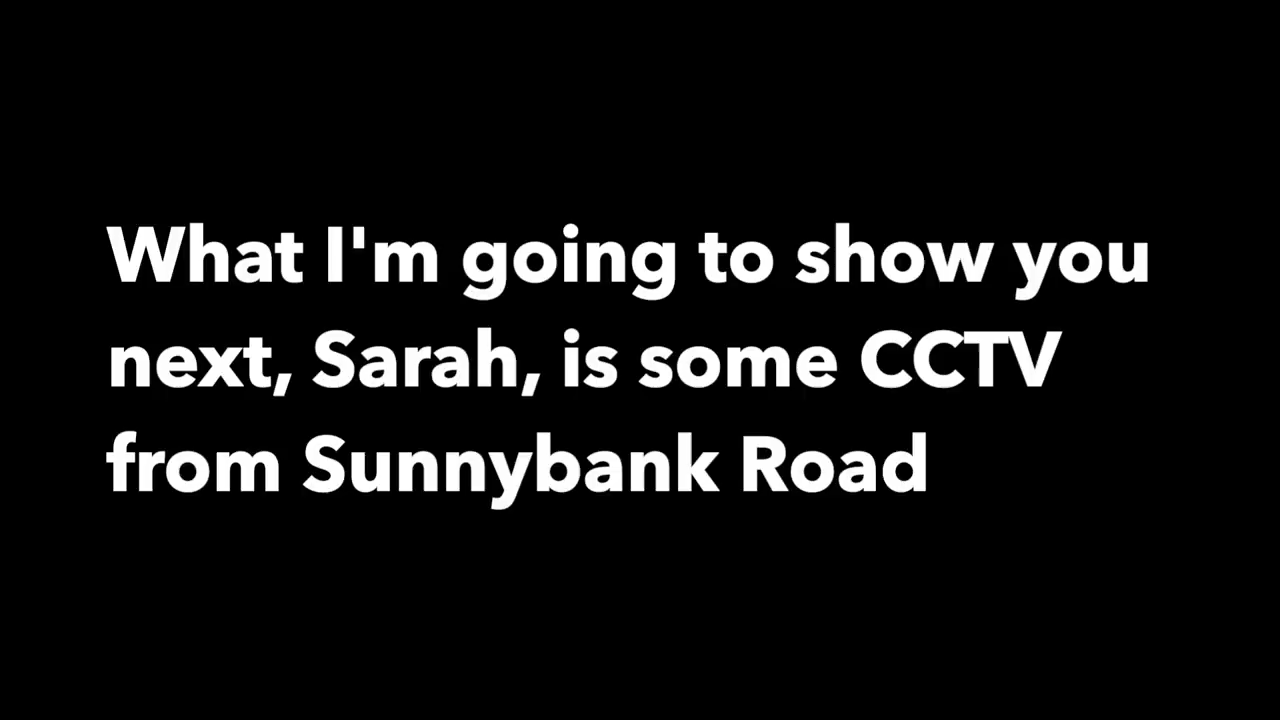 What I'm going to show you
next, Sarah, is some CCTV
from Sunnybank Road